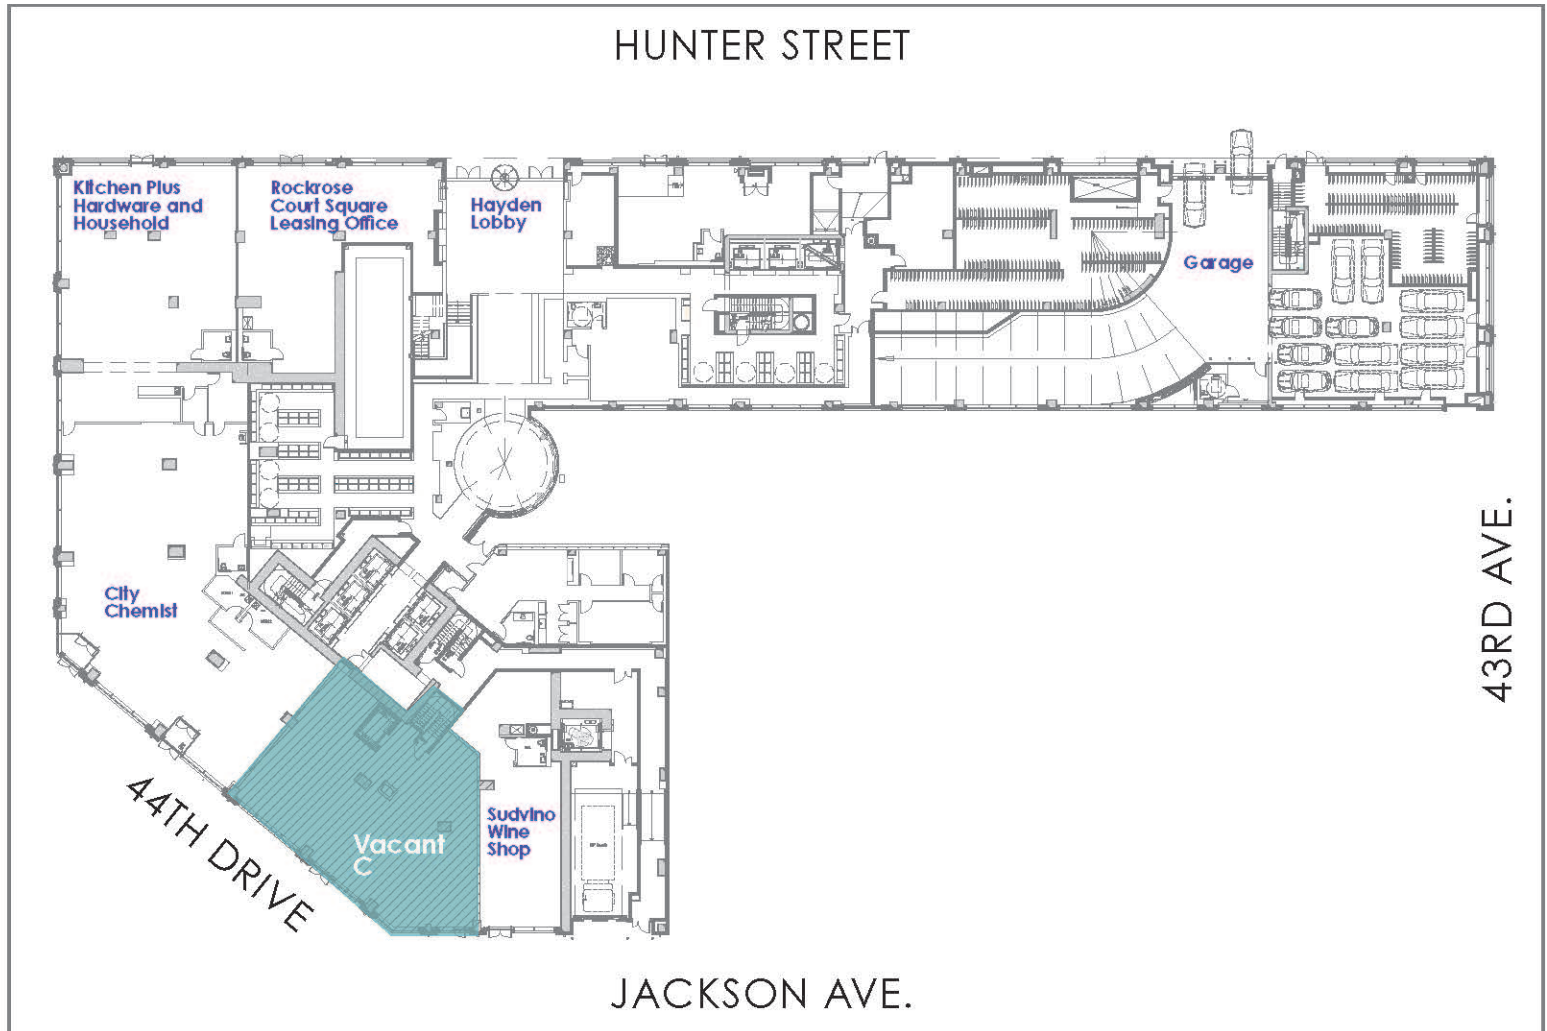 HUNTER STREET
Kitchen Plus
Hardware and
Household
Rockrose
Court Square
Leasing Office
Hayden
Lobby
Garage
City
Chemist
43RD AVE.
44TH DRIVE
Vacant
C
Sudvino
Wine
Shop
JACKSON AVE.